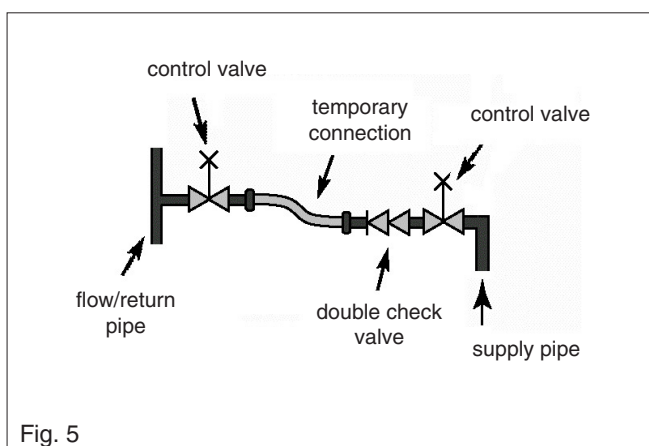 control valve
temporary
connection
control valve
flow/return
pipe
double check
valve
supply pipe
Fig. 5